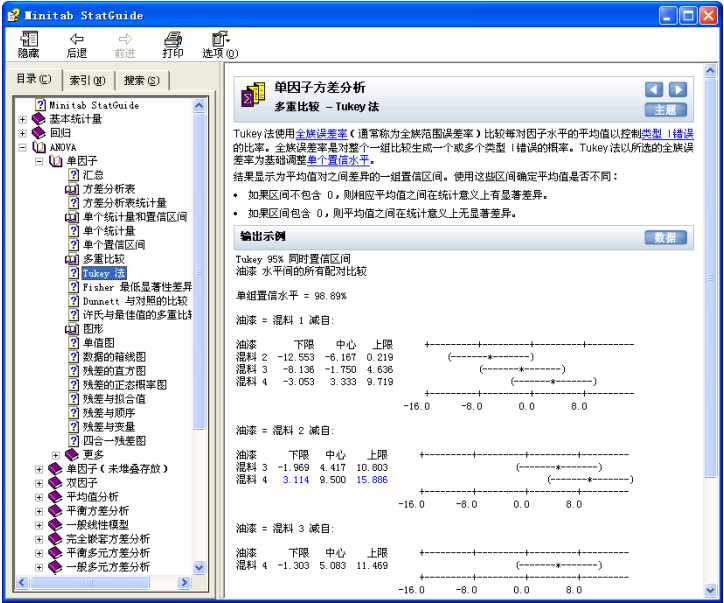 Minitab StatGuide
隐藏 后退 前进 打印 选项(O)
目录(C) 索引(N) 搜索(S)
Minitab StatGuide
基本统计量
回归
ANOVA
单因子
汇总
方差分析表
方差分析表统计量
单个统计量和置信区间
单个统计量
单个置信区间
多重比较
Tukey 法
Fisher 最低显著性差异
Dunnett 与对照的比较
许氏与最佳值的多重比较
图形
单值图
数据的箱线图
残差的直方图
残差的正态概率图
残差与拟合值
残差与顺序
残差与变量
四合一残差图
更多
单因子(未堆叠存放)
双因子
平均值分析
平衡方差分析
一般线性模型
完全嵌套方差分析
平衡多元方差分析
一般多元方差分析
单因子方差分析
多重比较 – Tukey 法
主题
Tukey法使用全族误差率(通常称为全族范围误差率)比较每对因子水平的平均值以控制类型 I错误
的比率。全族误差率是对整个一组比较生成一个或多个类型 I错误的概率。Tukey法以所选的全族误
差率为基础调整单个置信水平。
结果显示为平均值对之间差异的一组置信区间。使用这些区间确定平均值是否不同：
• 如果区间不包含 0，则相应平均值之间在统计意义上有显著差异。
• 如果区间包含 0，则平均值之间在统计意义上无显著差异。
输出示例
数据
Tukey 95% 同时置信区间
油漆 水平间的所有配对比较
单组置信水平 = 98.89%
油漆 = 混料 1 减自:
油漆 下限 中心 上限
混料 2 -12.553 -6.167 0.219
混料 3 -8.136 -1.750 4.636
混料 4 -3.053 3.333 9.719
-16.0 -8.0 0.0 8.0
油漆 = 混料 2 减自:
油漆 下限 中心 上限
混料 3 -1.969 4.417 10.803
混料 4 3.114 9.500 15.886
-16.0 -8.0 0.0 8.0
油漆 = 混料 3 减自:
油漆 下限 中心 上限
混料 4 -1.303 5.083 11.469
-16.0 -8.0 0.0 8.0